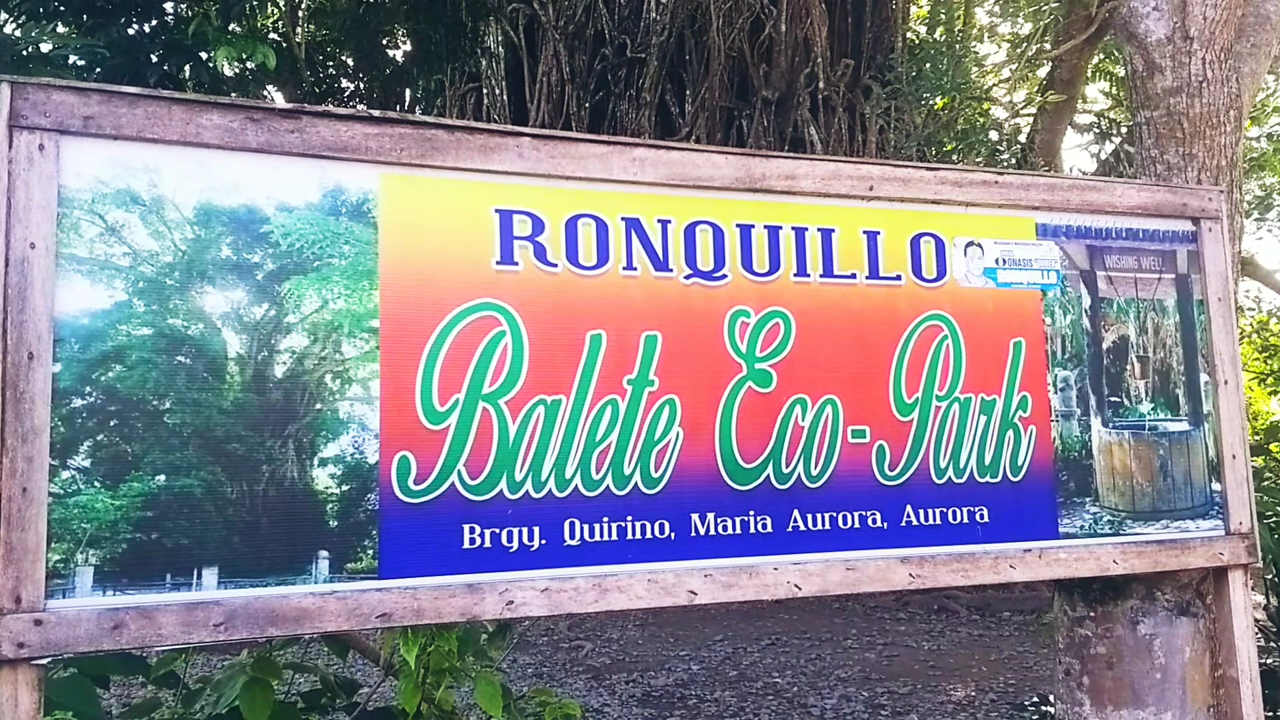 RONQUILLO
Balete Eco-Park
Brgy. Quirino, Maria Aurora, Aurora
ONASIS
RONQUILLO
WISHING WELL